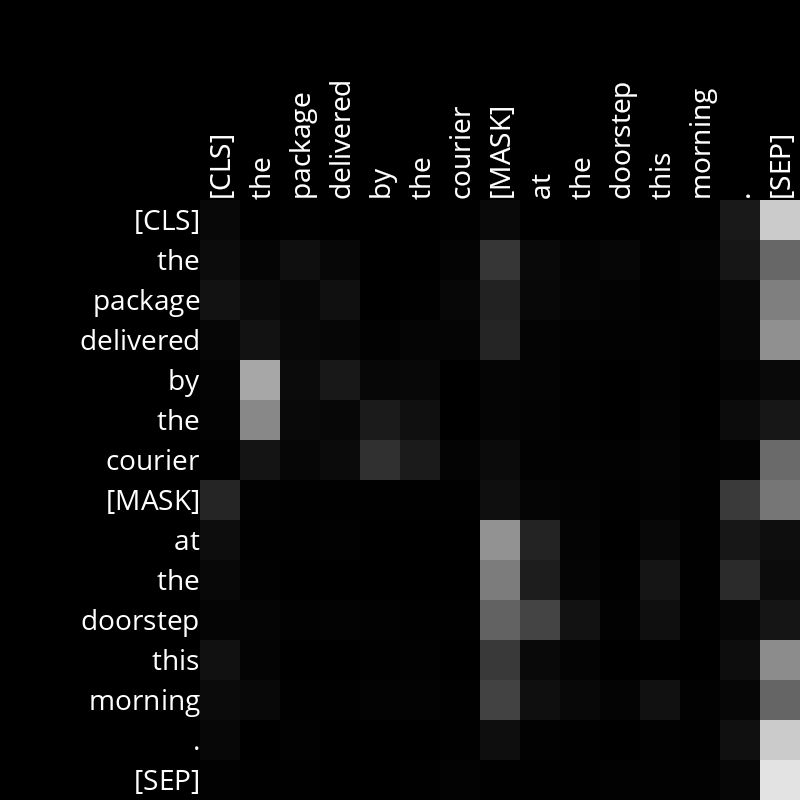 [CLS] the package delivered by the courier [MASK] at the doorstep this morning . [SEP]
[CLS]
the
package
delivered
by
the
courier
[MASK]
at
the
doorstep
this
morning
.
[SEP]